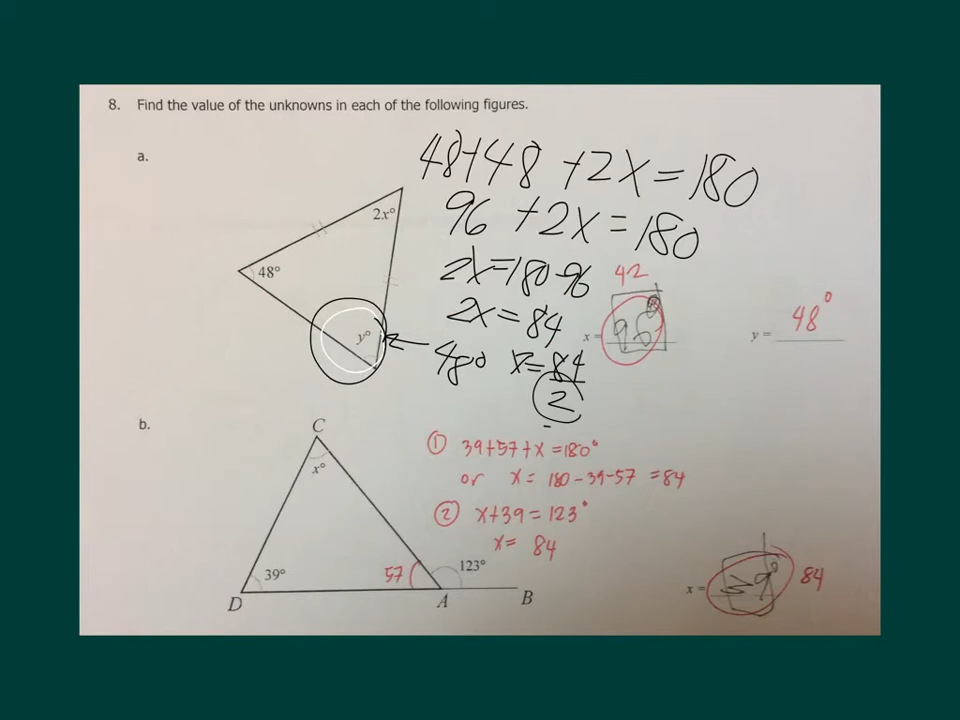 8. Find the value of the unknowns in each of the following figures.
a.
48+48 +2x=180
96 +2x=180
2x=180-96
2x=84
x=84
2
480
2x°
48°
y°
42
x =
y = 48°
b.
C
x°
① 39+57+x=180°
or x= 180-39-57 =84
② x+39=123°
x= 84
39°
57
123°
D
A
B
x =
84